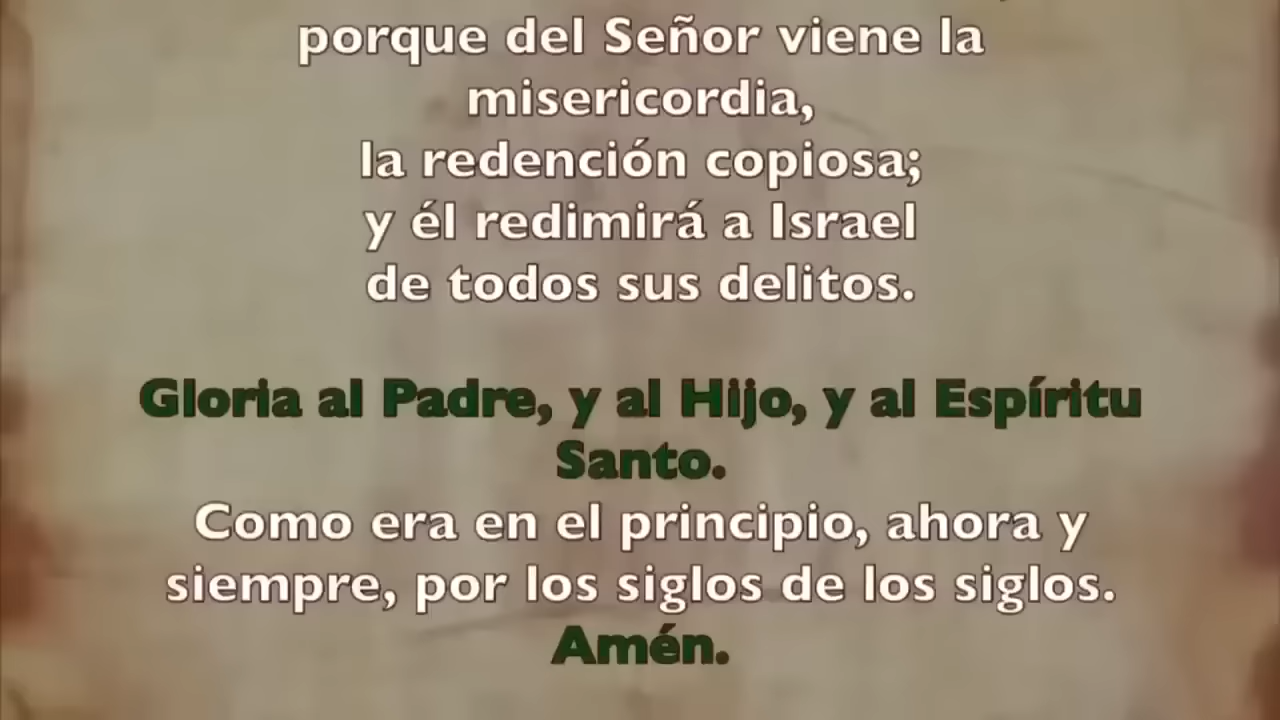 porque del Señor viene la
misericordia,
la redención copiosa;
y él redimirá a Israel
de todos sus delitos.
Gloria al Padre, y al Hijo, y al Espíritu
Santo.
Como era en el principio, ahora y
siempre, por los siglos de los siglos.
Amén.